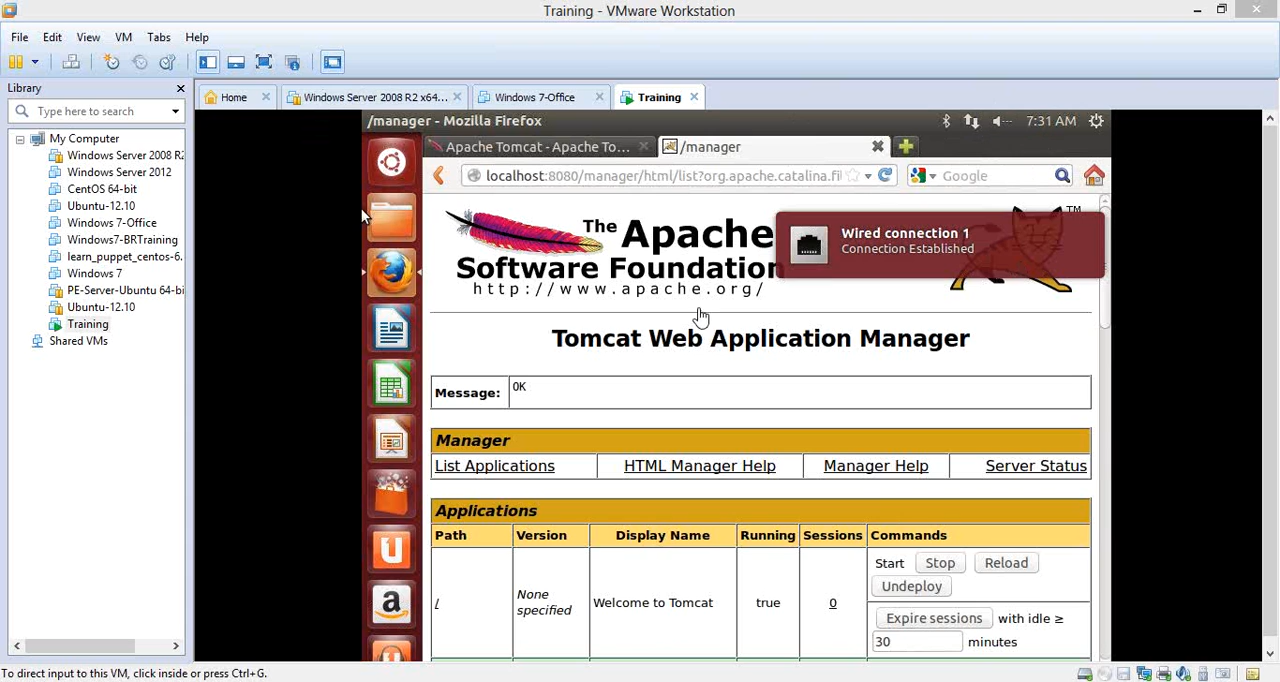 Training - VMware Workstation
File Edit View VM Tabs Help
Library
Type here to search
My Computer
Windows Server 2008 R2
Windows Server 2012
CentOS 64-bit
Ubuntu-12.10
Windows 7-Office
Windows7-BRTraining
learn_puppet_centos-6.
Windows 7
PE-Server-Ubuntu 64-bi
Ubuntu-12.10
Training
Shared VMs
Home Windows Server 2008 R2 x64... Windows 7-Office Training
/manager - Mozilla Firefox 7:31 AM
Apache Tomcat - Apache To... /manager
localhost:8080/manager/html/list?org.apache.catalina.fil Google
The Apache
Software Foundation
http://www.apache.org/
TM
Wired connection 1
Connection Established
Tomcat Web Application Manager
Message: OK
Manager
List Applications HTML Manager Help Manager Help Server Status
Applications
Path Version Display Name Running Sessions Commands
/ None specified Welcome to Tomcat true 0 Start Stop Reload
Undeploy
Expire sessions with idle ≥
30 minutes
To direct input to this VM, click inside or press Ctrl+G.